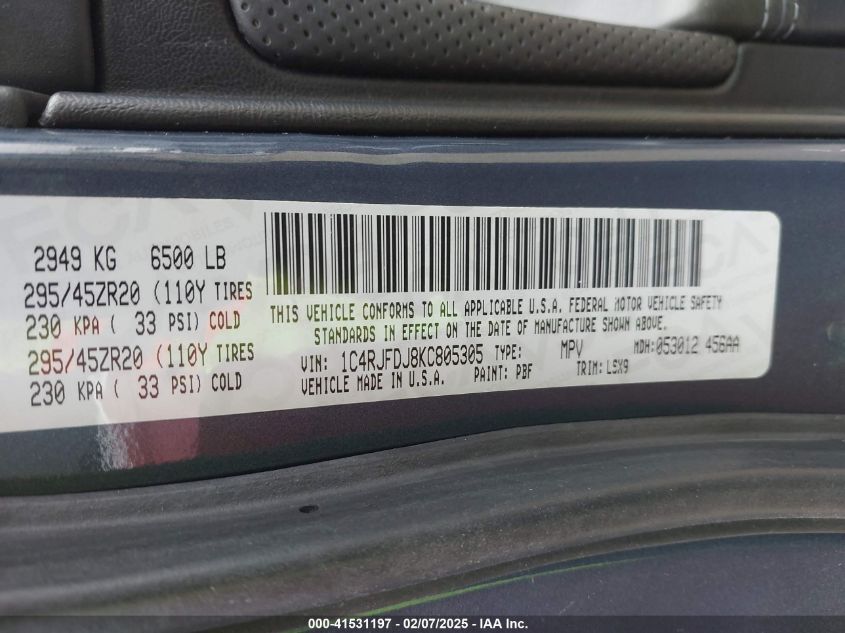 2949 KG 6500 LB
295/45ZR20 (110Y TIRES
230 KPA ( 33 PSI) COLD
295/45ZR20 (110Y TIRES
230 KPA ( 33 PSI) COLD
THIS VEHICLE CONFORMS TO ALL APPLICABLE U.S.A. FEDERAL MOTOR VEHICLE SAFETY
STANDARDS IN EFFECT ON THE DATE OF MANUFACTURE SHOWN ABOVE.
VIN: 1C4RJFDJ8KC805305 TYPE: MPV MDH: 053012 456AA
VEHICLE MADE IN U.S.A. PAINT: PBF TRIM: LSX9
000-41531197 - 02/07/2025 - IAA Inc.